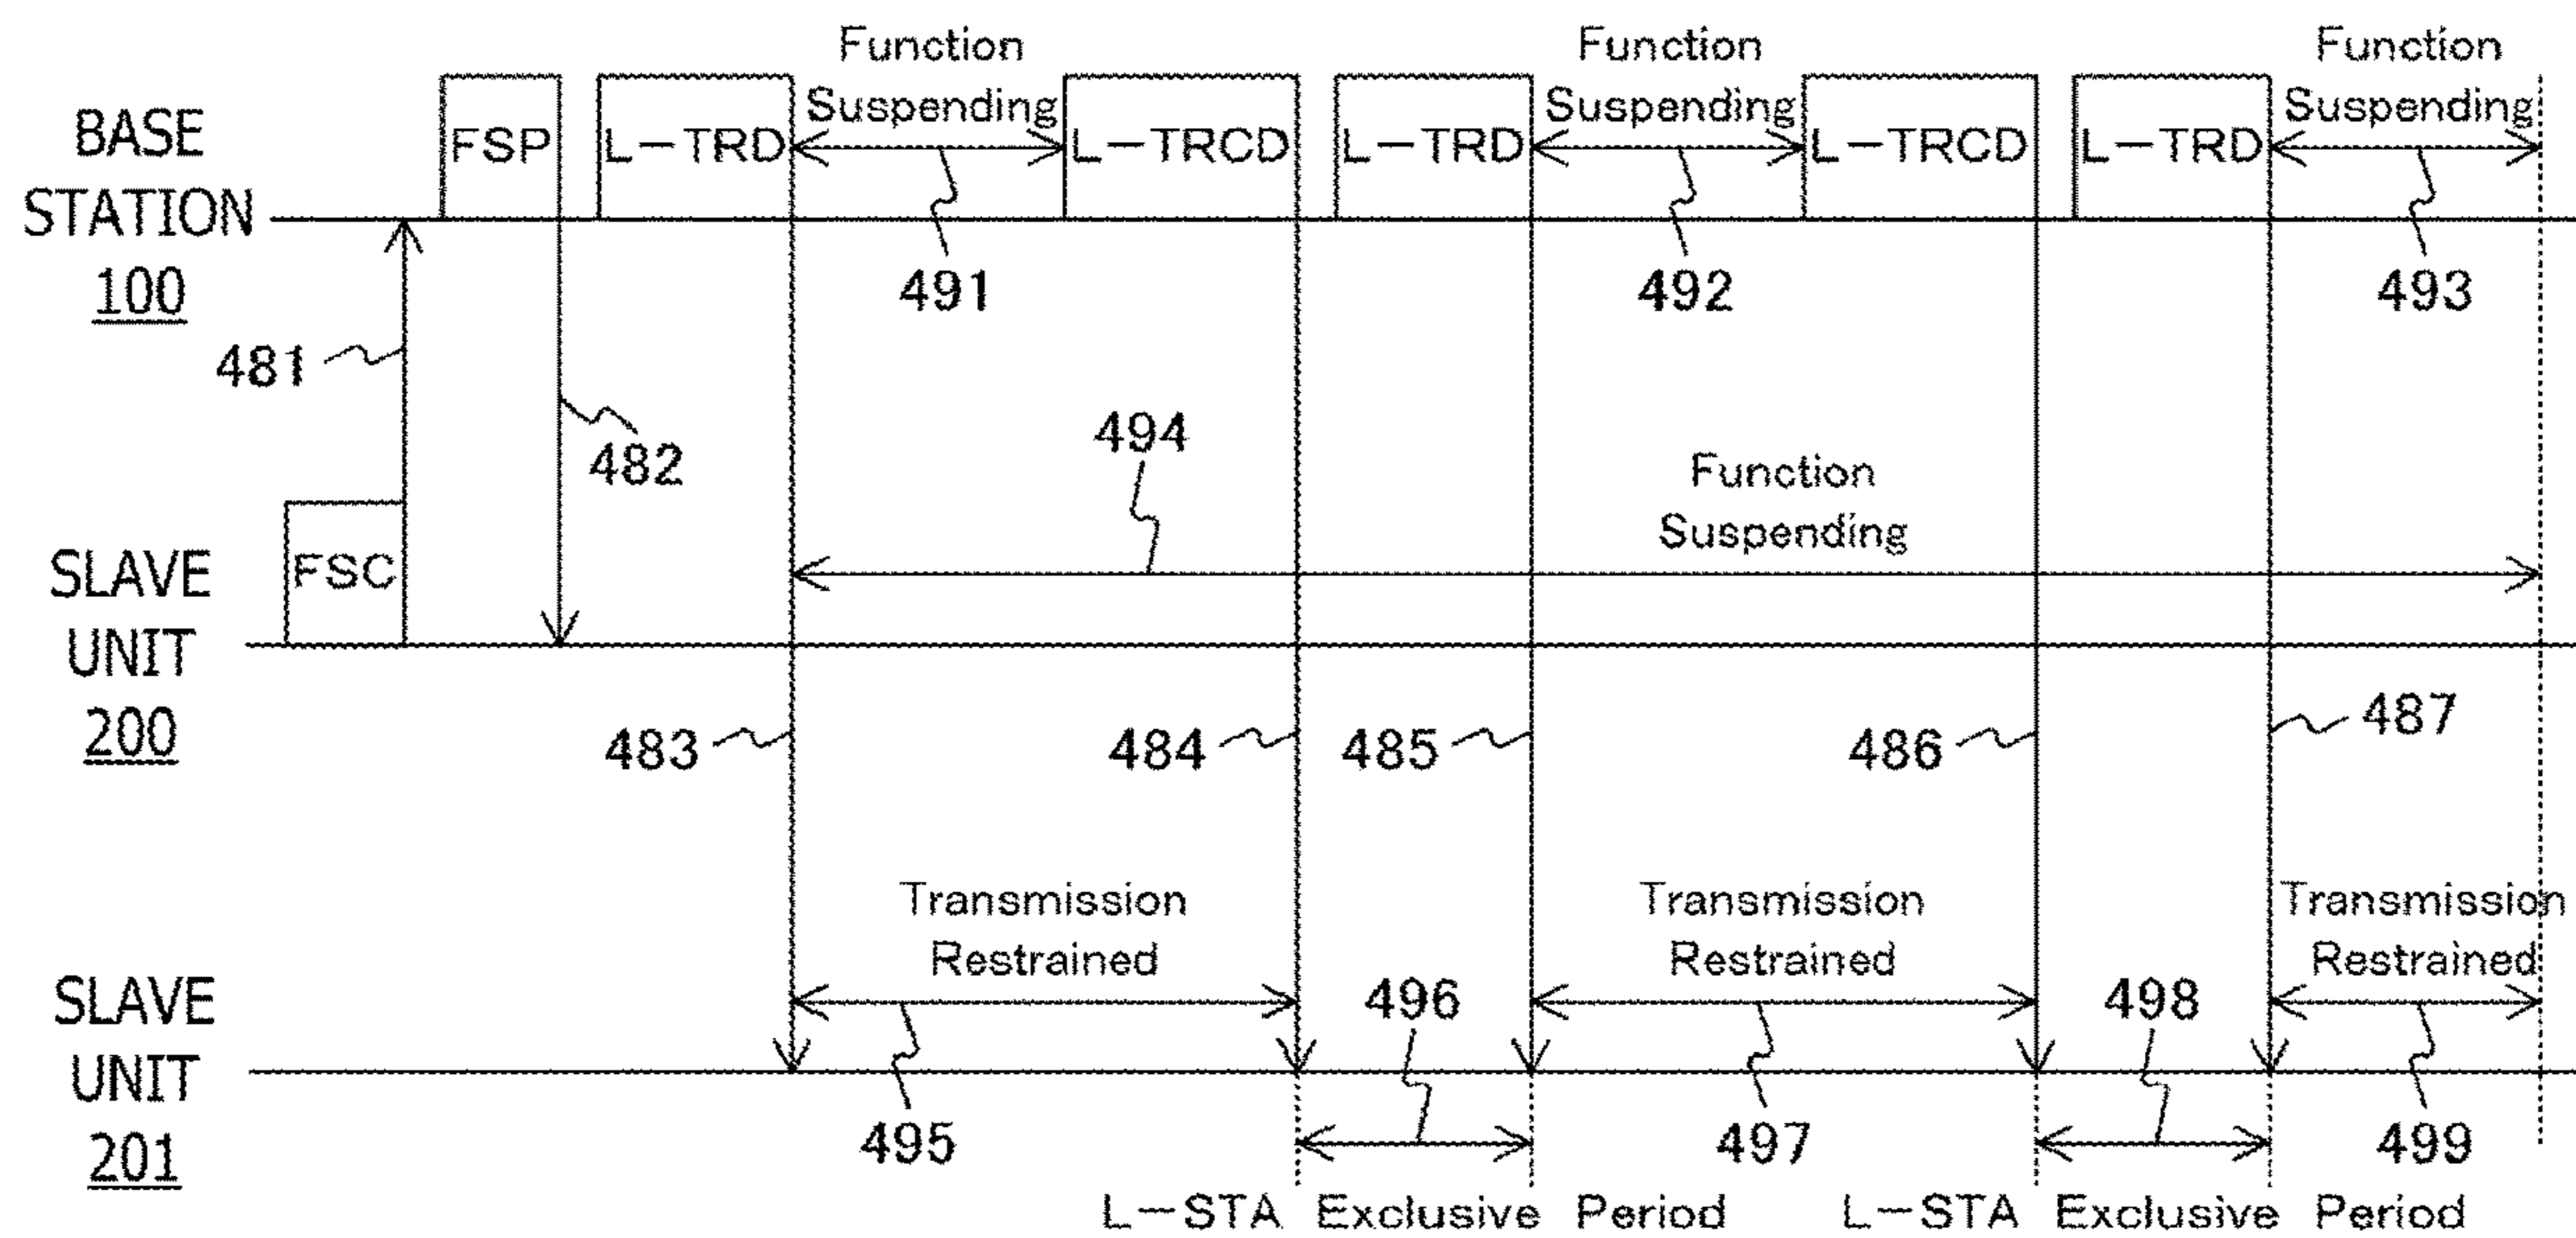 Function
Suspending
Function
Suspending
Function
Suspending
BASE
STATION
100
FSP
L-TRD
L-TRCD
L-TRD
L-TRCD
L-TRD
491
492
493
481
482
494
Function
Suspending
SLAVE
UNIT
200
FSC
483
484
485
486
487
Transmission
Restrained
Transmission
Restrained
Transmission
Restrained
SLAVE
UNIT
201
495
496
497
498
499
L-STA Exclusive Period
L-STA Exclusive Period